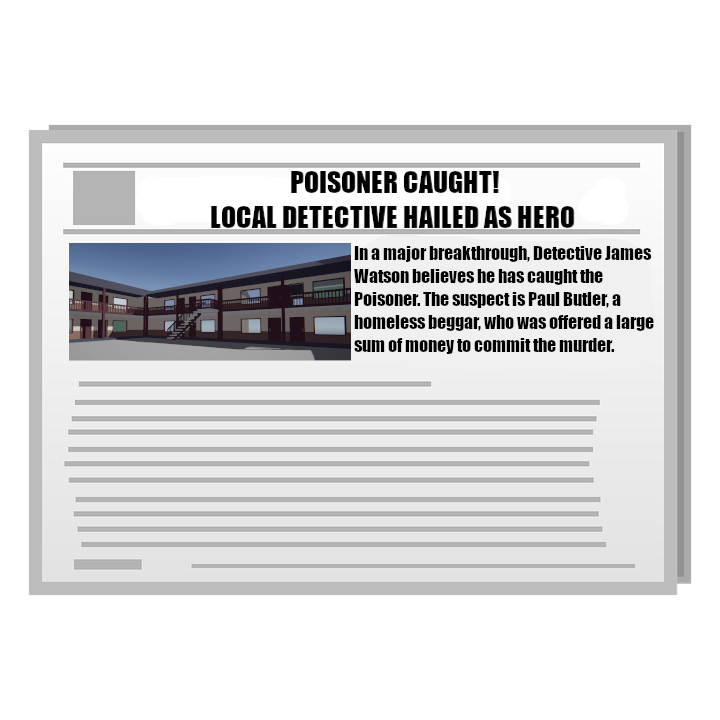 POISONER CAUGHT!
LOCAL DETECTIVE HAILED AS HERO
In a major breakthrough, Detective James
Watson believes he has caught the
Poisoner. The suspect is Paul Butler, a
homeless beggar, who was offered a large
sum of money to commit the murder.